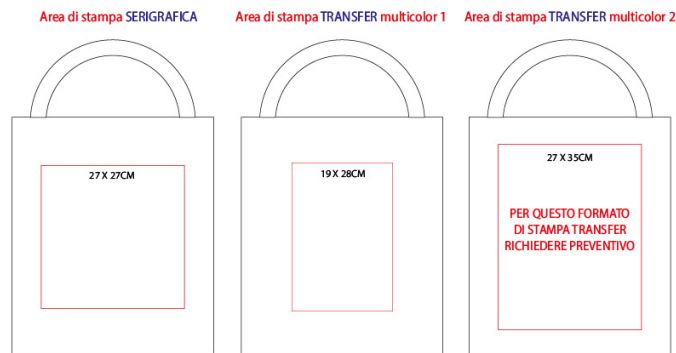 Area di stampa SERIGRAFICA
Area di stampa TRANSFER multicolor 1
Area di stampa TRANSFER multicolor 2
27 X 27CM
19 X 28CM
27 X 35CM
PER QUESTO FORMATO
DI STAMPA TRANSFER
RICHIEDERE PREVENTIVO